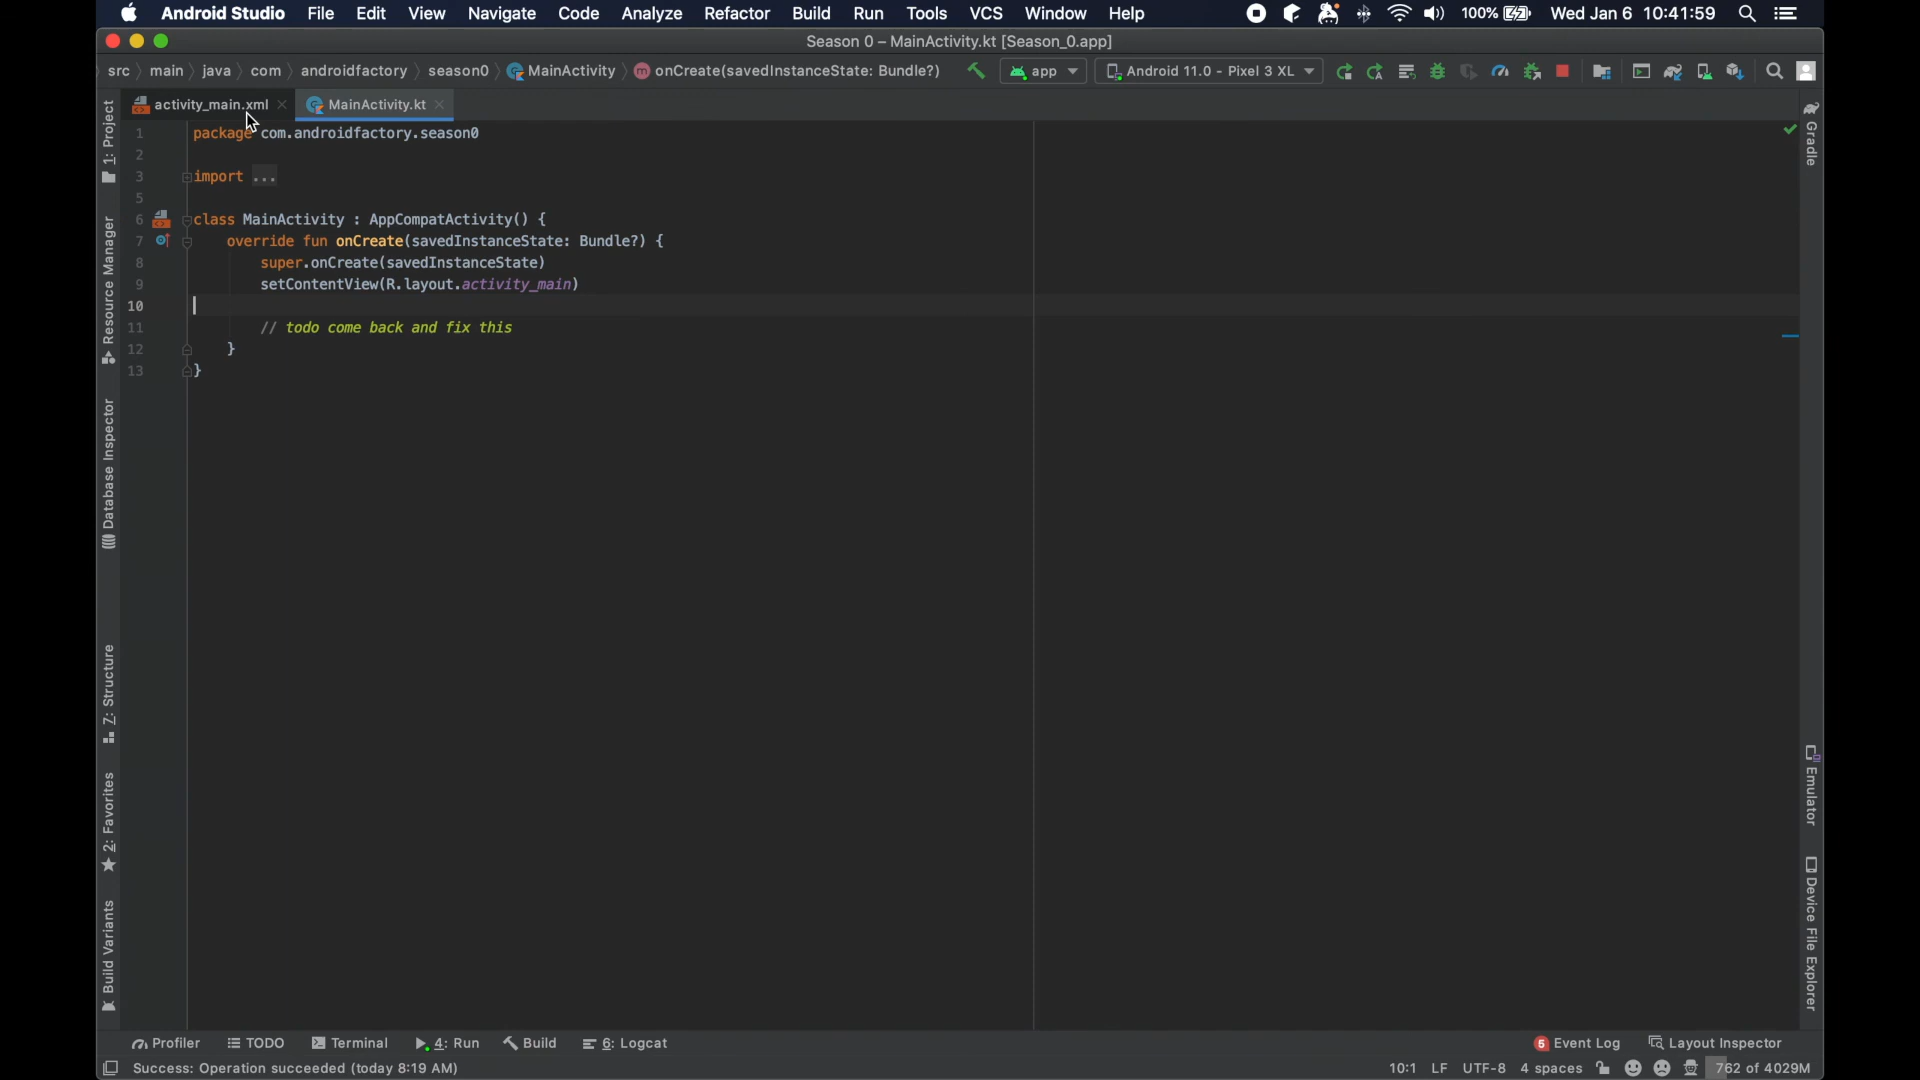 Android Studio File Edit View Navigate Code Analyze Refactor Build Run Tools VCS Window Help 100% Wed Jan 6 10:41:59
Season 0 – MainActivity.kt [Season_0.app]
src main java com androidfactory season0 MainActivity onCreate(savedInstanceState: Bundle?) app Android 11.0 - Pixel 3 XL
activity_main.xml MainActivity.kt
1 package com.androidfactory.season0
2
3 import ...
5
6 class MainActivity : AppCompatActivity() {
7 override fun onCreate(savedInstanceState: Bundle?) {
8 super.onCreate(savedInstanceState)
9 setContentView(R.layout.activity_main)
10
11 // todo come back and fix this
12 }
13 }
1: Project
Resource Manager
Database Inspector
Z: Structure
2: Favorites
Build Variants
Gradle
Emulator
Device File Explorer
Profiler TODO Terminal 4: Run Build 6: Logcat 5 Event Log Layout Inspector
Success: Operation succeeded (today 8:19 AM) 10:1 LF UTF-8 4 spaces 762 of 4029M